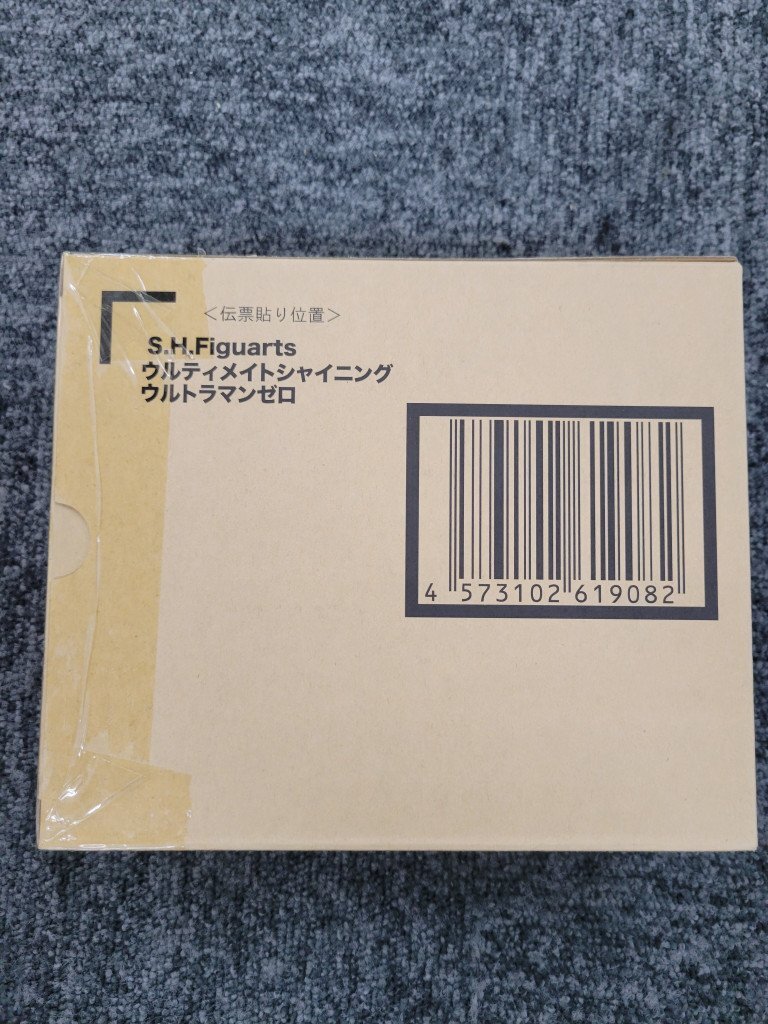 <伝票貼り位置>
S.H.Figuarts
ウルティメイトシャイニング
ウルトラマンゼロ
4 573102 619082